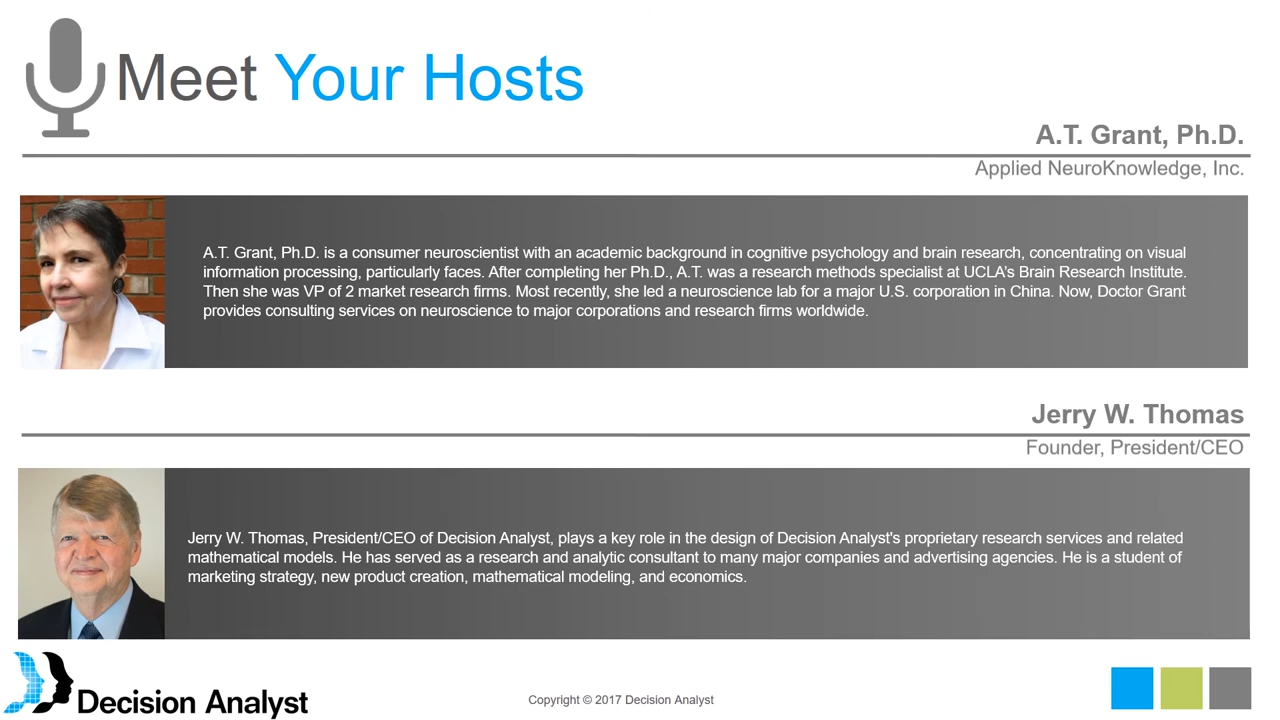 Meet Your Hosts
A.T. Grant, Ph.D.
Applied NeuroKnowledge, Inc.
A.T. Grant, Ph.D. is a consumer neuroscientist with an academic background in cognitive psychology and brain research, concentrating on visual
information processing, particularly faces. After completing her Ph.D., A.T. was a research methods specialist at UCLA's Brain Research Institute.
Then she was VP of 2 market research firms. Most recently, she led a neuroscience lab for a major U.S. corporation in China. Now, Doctor Grant
provides consulting services on neuroscience to major corporations and research firms worldwide.
Jerry W. Thomas
Founder, President/CEO
Jerry W. Thomas, President/CEO of Decision Analyst, plays a key role in the design of Decision Analyst's proprietary research services and related
mathematical models. He has served as a research and analytic consultant to many major companies and advertising agencies. He is a student of
marketing strategy, new product creation, mathematical modeling, and economics.
Decision Analyst
Copyright © 2017 Decision Analyst